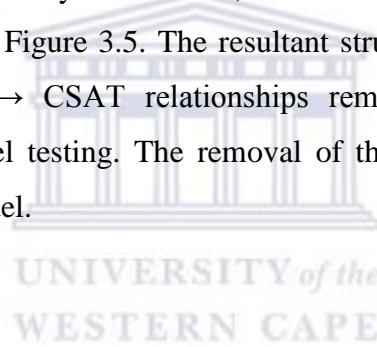 Figure 3.5. The resultant stru
→ CSAT relationships rem
el testing. The removal of th
el.
UNIVERSITY of the
WESTERN CAPE